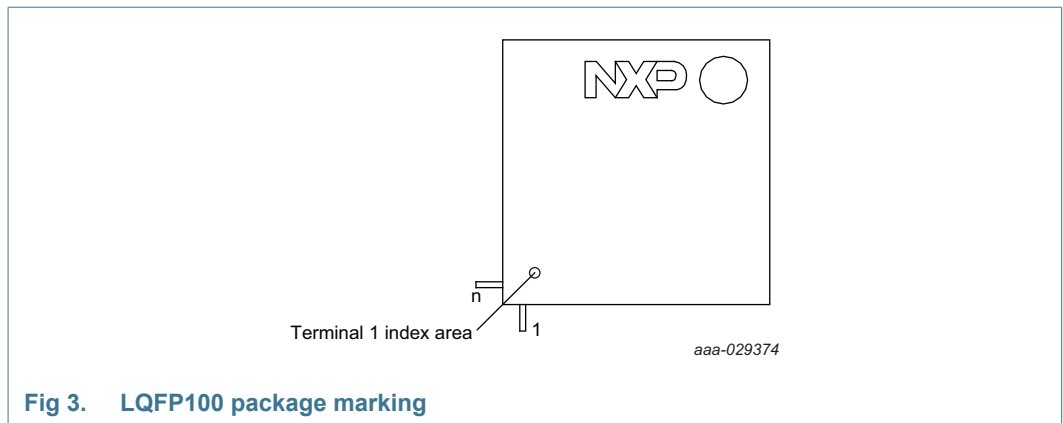 NXP
n
Terminal 1 index area
1
aaa-029374
Fig 3. LQFP100 package marking